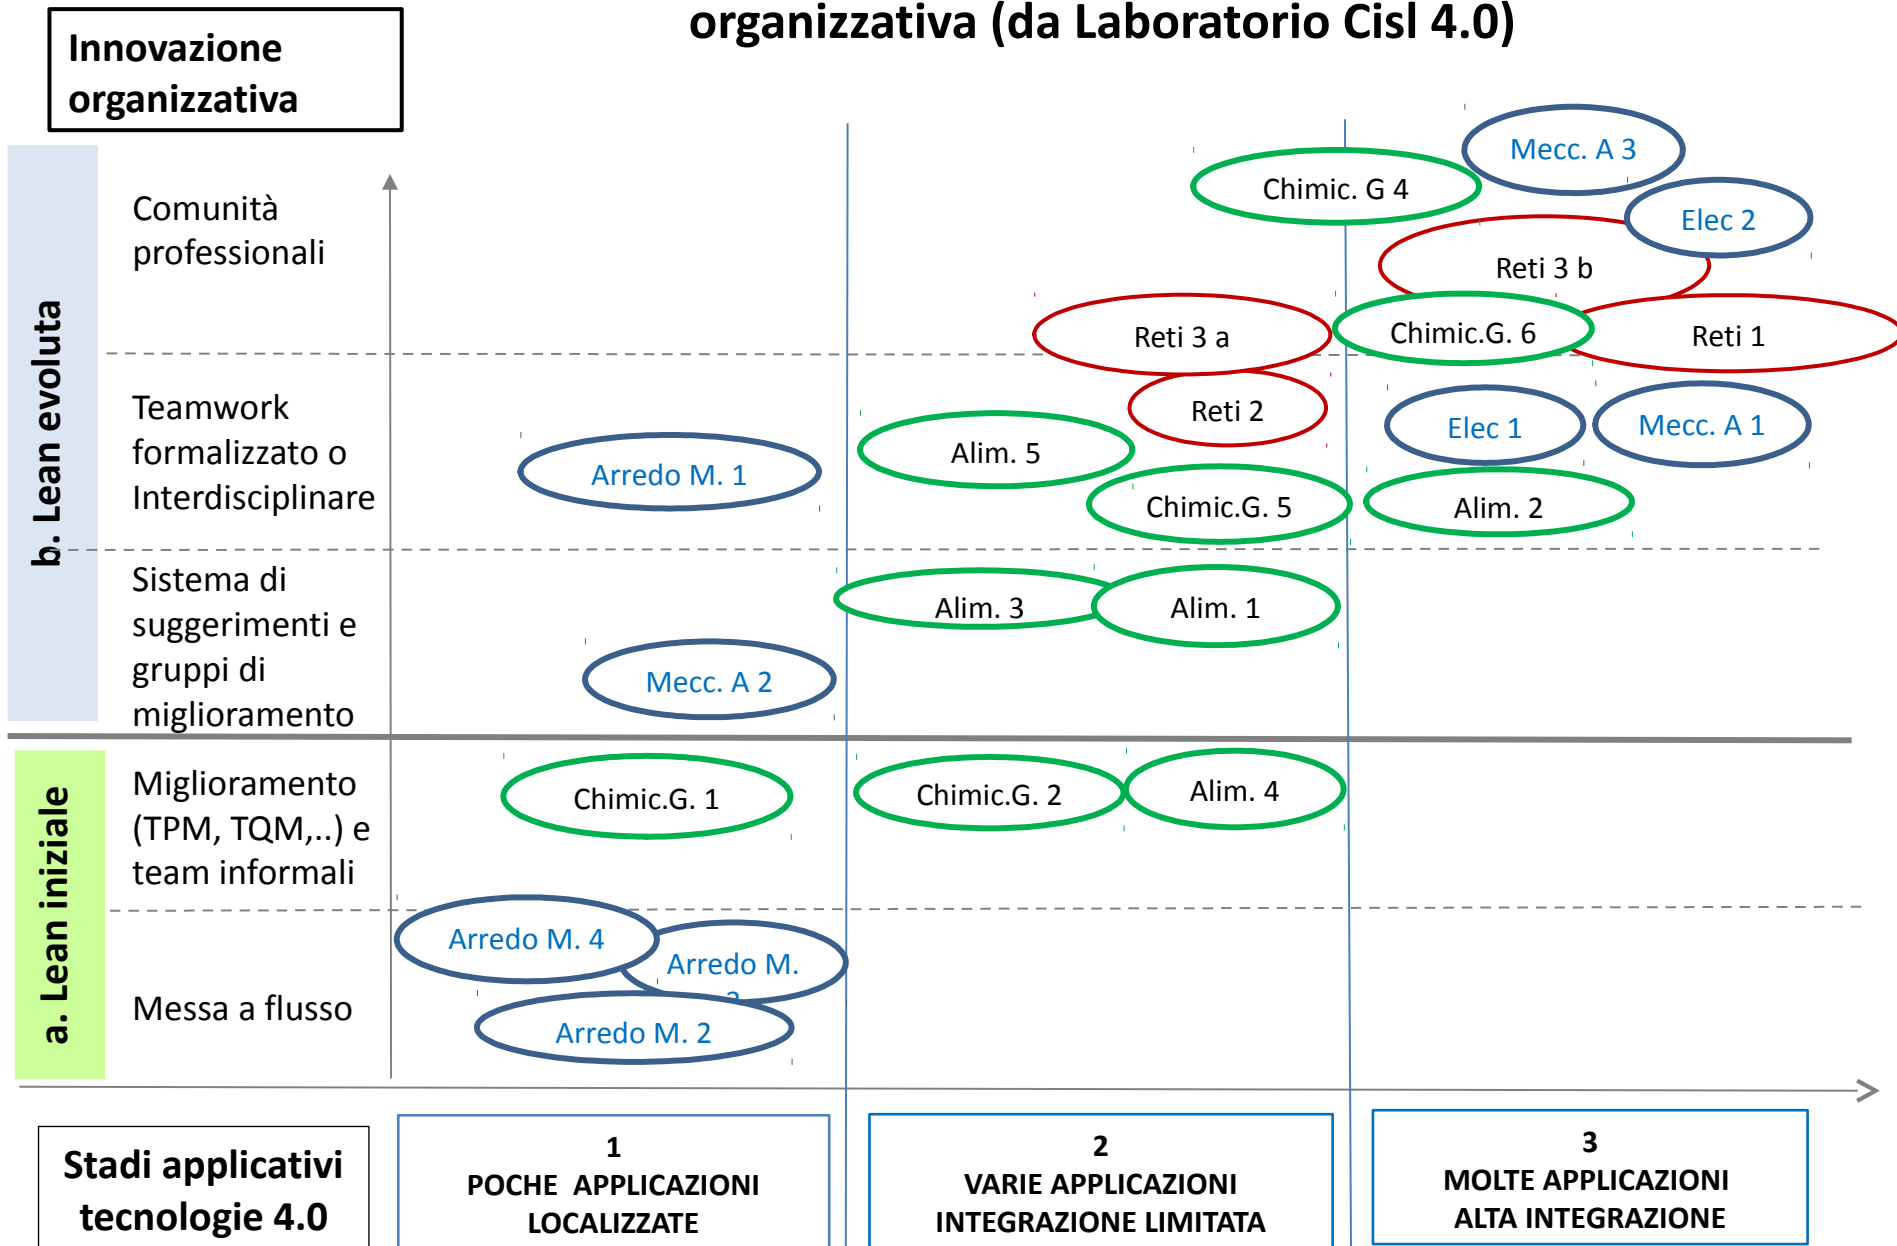 organizzativa (da Laboratorio Cisl 4.0)
Innovazione
organizzativa
b. Lean evoluta
Comunità
professionali
Mecc. A 3
Chimic. G 4
Elec 2
Reti 3 b
Reti 3 a
Chimic.G. 6
Reti 1
Teamwork
formalizzato o
Interdisciplinare
Reti 2
Elec 1
Mecc. A 1
Alim. 5
Arredo M. 1
Chimic.G. 5
Alim. 2
Sistema di
suggerimenti e
gruppi di
miglioramento
Alim. 3
Alim. 1
Mecc. A 2
a. Lean iniziale
Miglioramento
(TPM, TQM,..) e
team informali
Chimic.G. 1
Chimic.G. 2
Alim. 4
Messa a flusso
Arredo M. 4
Arredo M.
Arredo M. 2
Stadi applicativi
tecnologie 4.0
1
POCHE APPLICAZIONI
LOCALIZZATE
2
VARIE APPLICAZIONI
INTEGRAZIONE LIMITATA
3
MOLTE APPLICAZIONI
ALTA INTEGRAZIONE